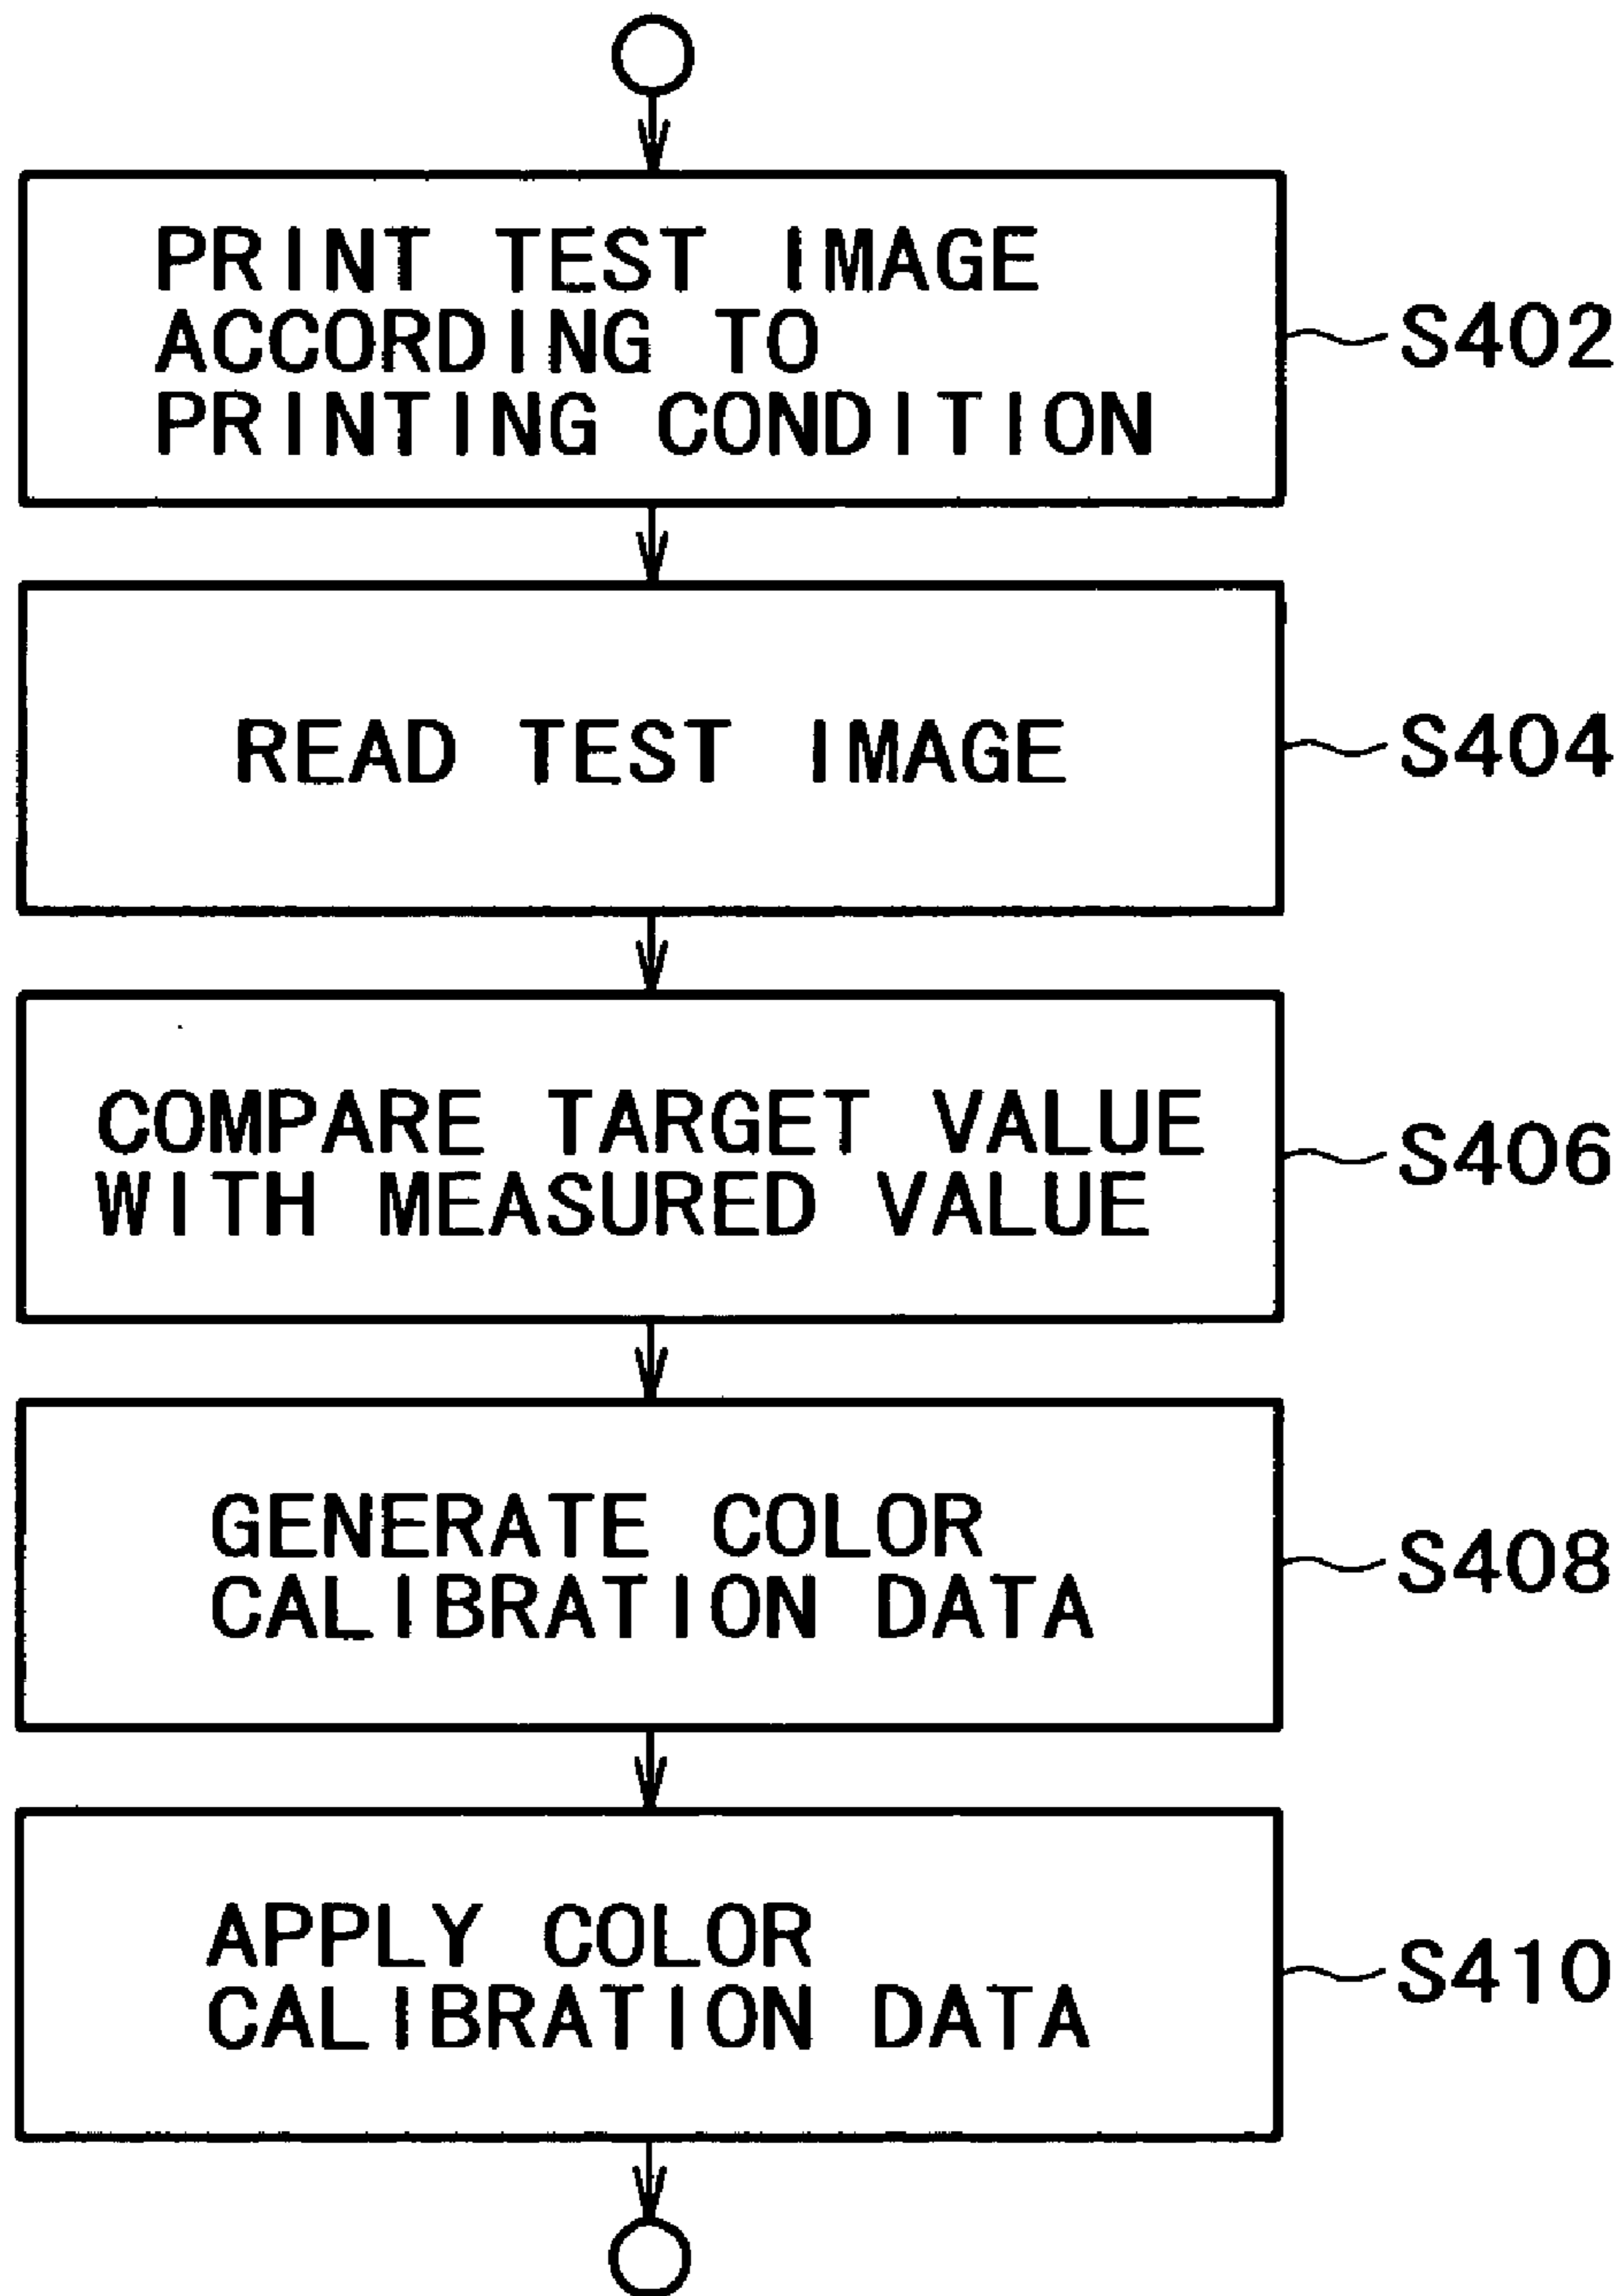 PRINT TEST IMAGE
ACCORDING TO
PRINTING CONDITION
S402
READ TEST IMAGE
S404
COMPARE TARGET VALUE
WITH MEASURED VALUE
S406
GENERATE COLOR
CALIBRATION DATA
S408
APPLY COLOR
CALIBRATION DATA
S410